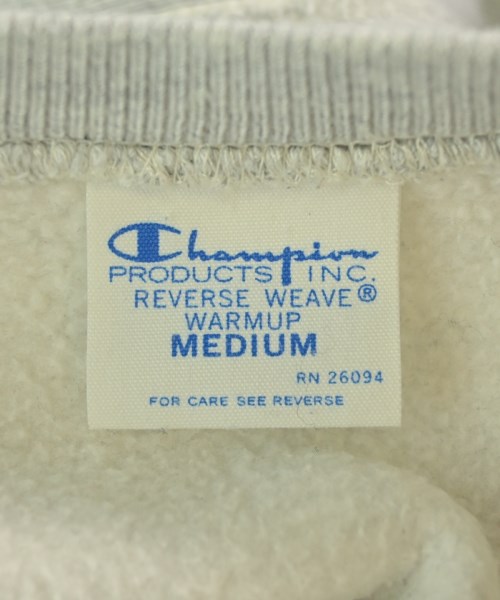 Champion
PRODUCTS INC.
REVERSE WEAVE®
WARMUP
MEDIUM
RN 26094
FOR CARE SEE REVERSE